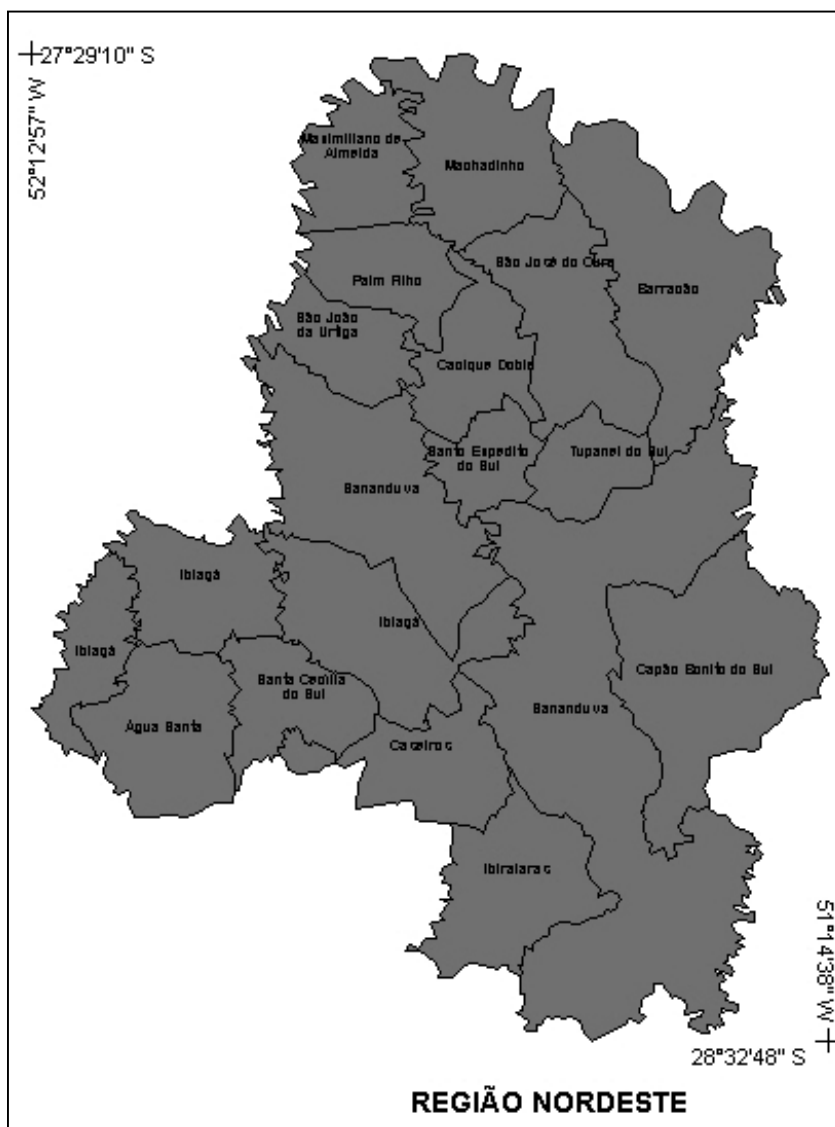 27°29'10" S
52°12'57" W
Maximiliano de
Almeida
Machadinho
São José do Ouro
Barracão
Paim Filho
São João
da Urtiga
Cacique Doble
Santo Expedito
do Sul
Tupanci do Sul
Sananduva
Ibiaçá
Ibiaçá
Ibiaçá
Santa Cecilia
do Sul
Capão Bonito do Sul
Sananduva
Água Santa
Caseiros
Ibiraiaras
51°14'38" W
28°32'48" S
REGIÃO NORDESTE